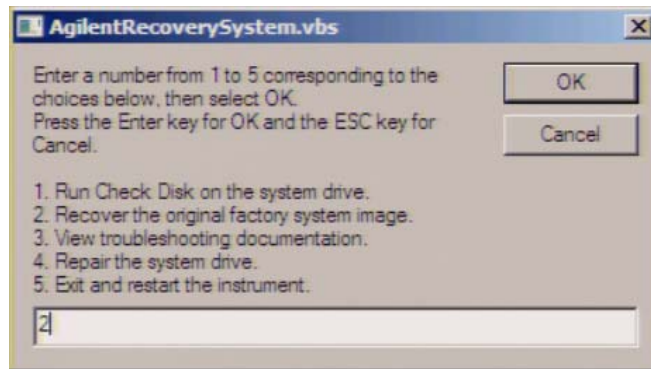 AgilentRecoverySystem.vbs
Enter a number from 1 to 5 corresponding to the
choices below, then select OK.
Press the Enter key for OK and the ESC key for
Cancel.
OK
Cancel
1. Run Check Disk on the system drive.
2. Recover the original factory system image.
3. View troubleshooting documentation.
4. Repair the system drive.
5. Exit and restart the instrument.
2